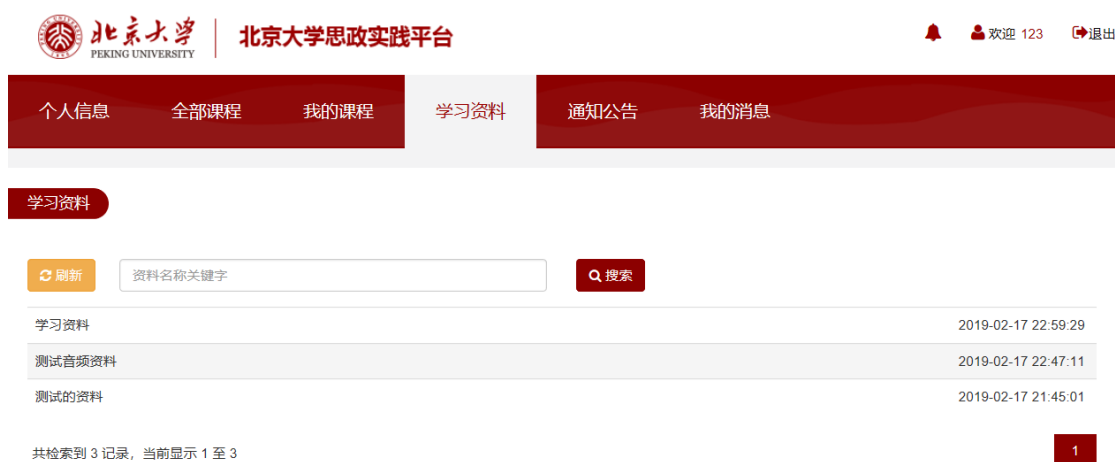 北京大学 北京大学思政实践平台 欢迎 123 退出
PEKING UNIVERSITY
个人信息 全部课程 我的课程 学习资料 通知公告 我的消息
学习资料
刷新 资料名称关键字 搜索
学习资料 2019-02-17 22:59:29
测试音频资料 2019-02-17 22:47:11
测试的资料 2019-02-17 21:45:01
共检索到 3 记录，当前显示 1 至 3 1